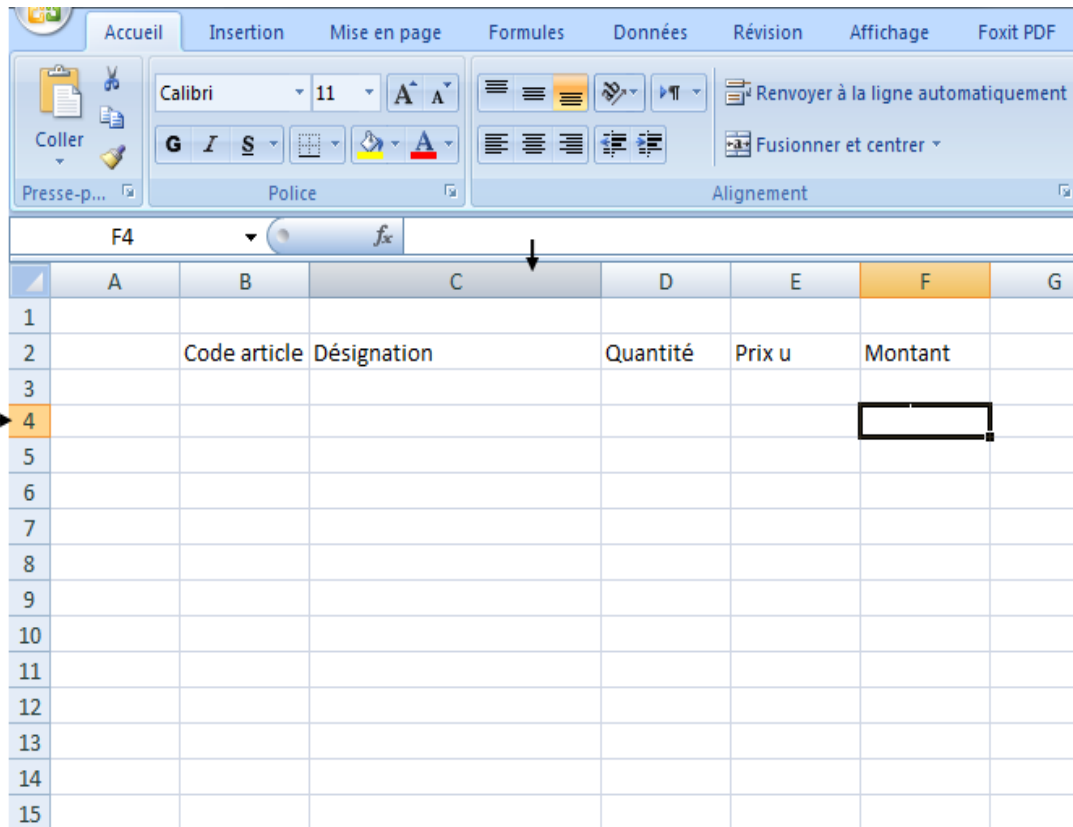 Accueil Insertion Mise en page Formules Données Révision Affichage Foxit PDF
Calibri 11 A A Renvoyer à la ligne automatiquement
Coller G I S A Fusionner et centrer
Presse-p... Police Alignement
F4 fx
A B C D E F G
1
2 Code article Désignation Quantité Prix u Montant
3
4
5
6
7
8
9
10
11
12
13
14
15